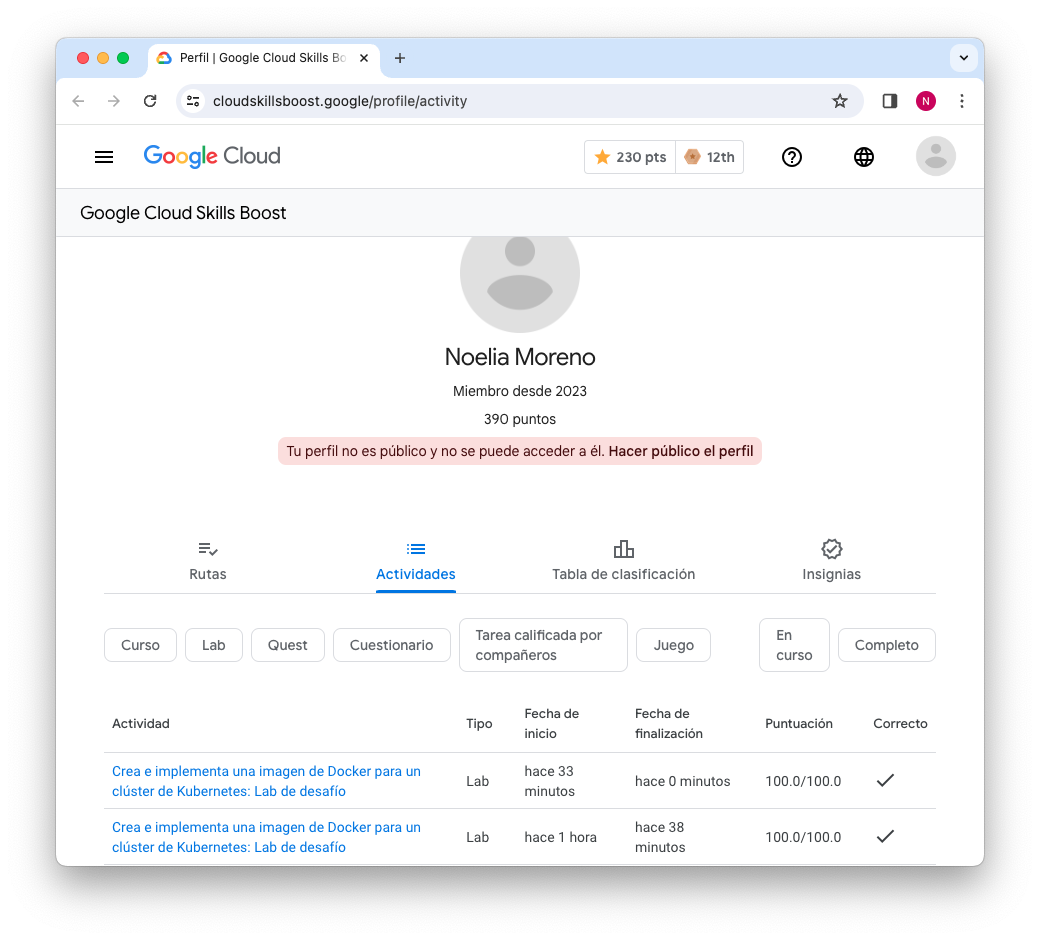 Perfil | Google Cloud Skills Bo
cloudskillsboost.google/profile/activity
N
Google Cloud
230 pts
12th
Google Cloud Skills Boost
Noelia Moreno
Miembro desde 2023
390 puntos
Tu perfil no es público y no se puede acceder a él. Hacer público el perfil
Rutas
Actividades
Tabla de clasificación
Insignias
Curso
Lab
Quest
Cuestionario
Tarea calificada por
compañeros
Juego
En
curso
Completo
Actividad
Tipo
Fecha de
inicio
Fecha de
finalización
Puntuación
Correcto
Crea e implementa una imagen de Docker para un
clúster de Kubernetes: Lab de desafío
Lab
hace 33
minutos
hace 0 minutos
100.0/100.0
Crea e implementa una imagen de Docker para un
clúster de Kubernetes: Lab de desafío
Lab
hace 1 hora
hace 38
minutos
100.0/100.0